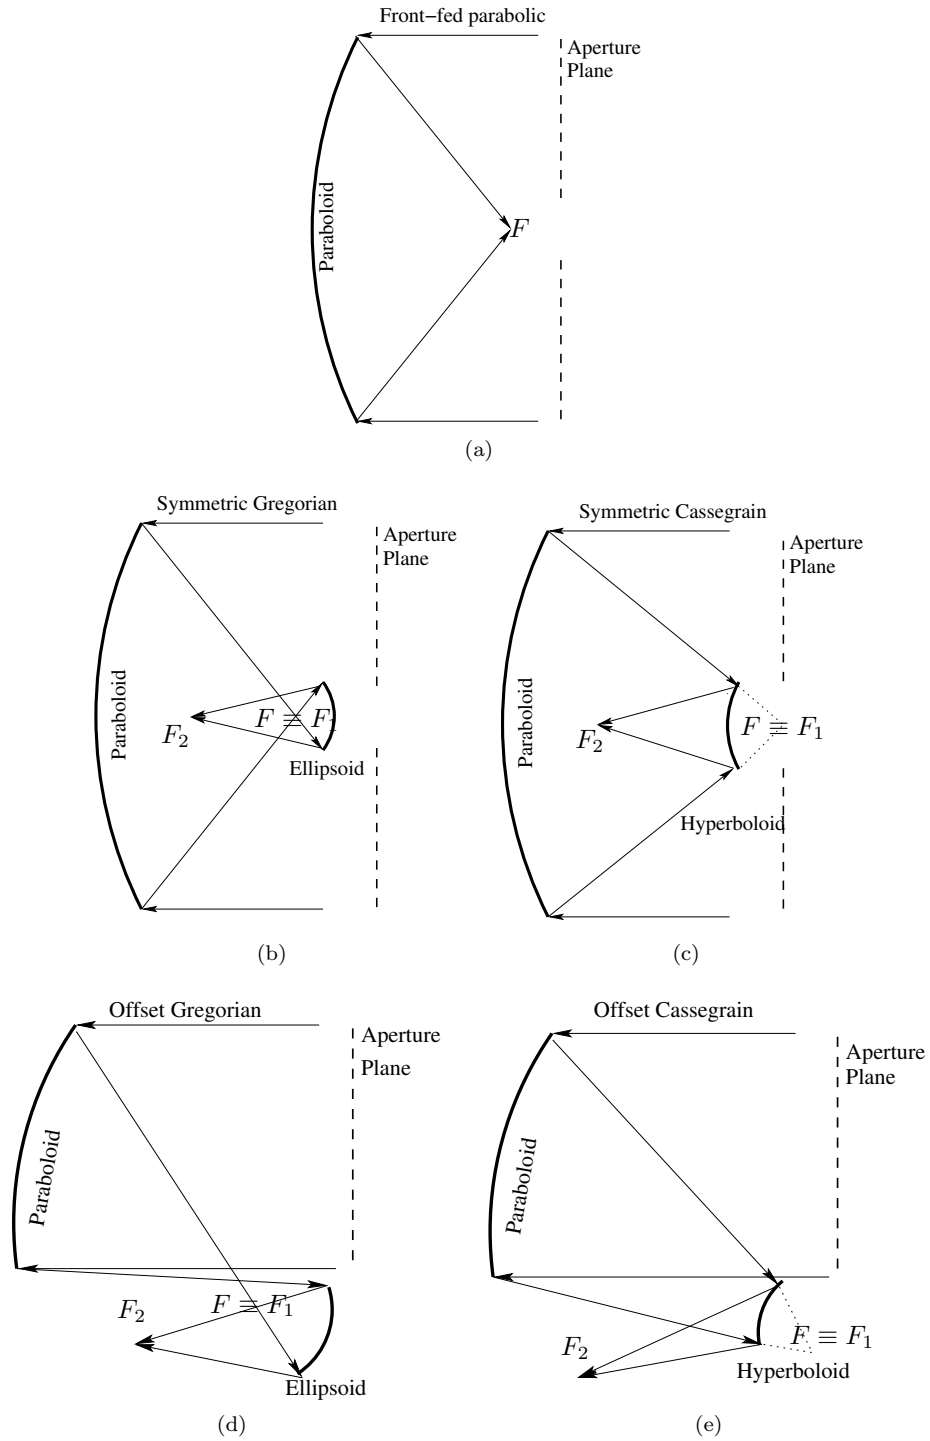 Front−fed parabolic
Aperture
Plane
Paraboloid
F
(a)
Symmetric Gregorian
Aperture
Plane
Paraboloid
F₂
F ≡ F₁
Ellipsoid
(b)
Symmetric Cassegrain
Aperture
Plane
Paraboloid
F₂
F ≡ F₁
Hyperboloid
(c)
Offset Gregorian
Aperture
Plane
Paraboloid
F₂
F ≡ F₁
Ellipsoid
(d)
Offset Cassegrain
Aperture
Plane
Paraboloid
F₂
F ≡ F₁
Hyperboloid
(e)